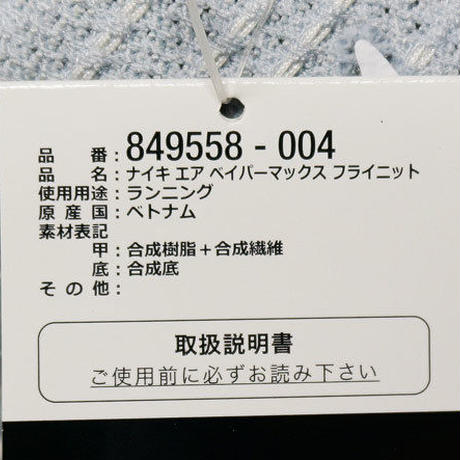 品番：849558 - 004
品名：ナイキ エア ベイパーマックス フライニット
使用用途：ランニング
原産国：ベトナム
素材表記
甲：合成樹脂＋合成繊維
底：合成底
その他：
取扱説明書
ご使用前に必ずお読み下さい